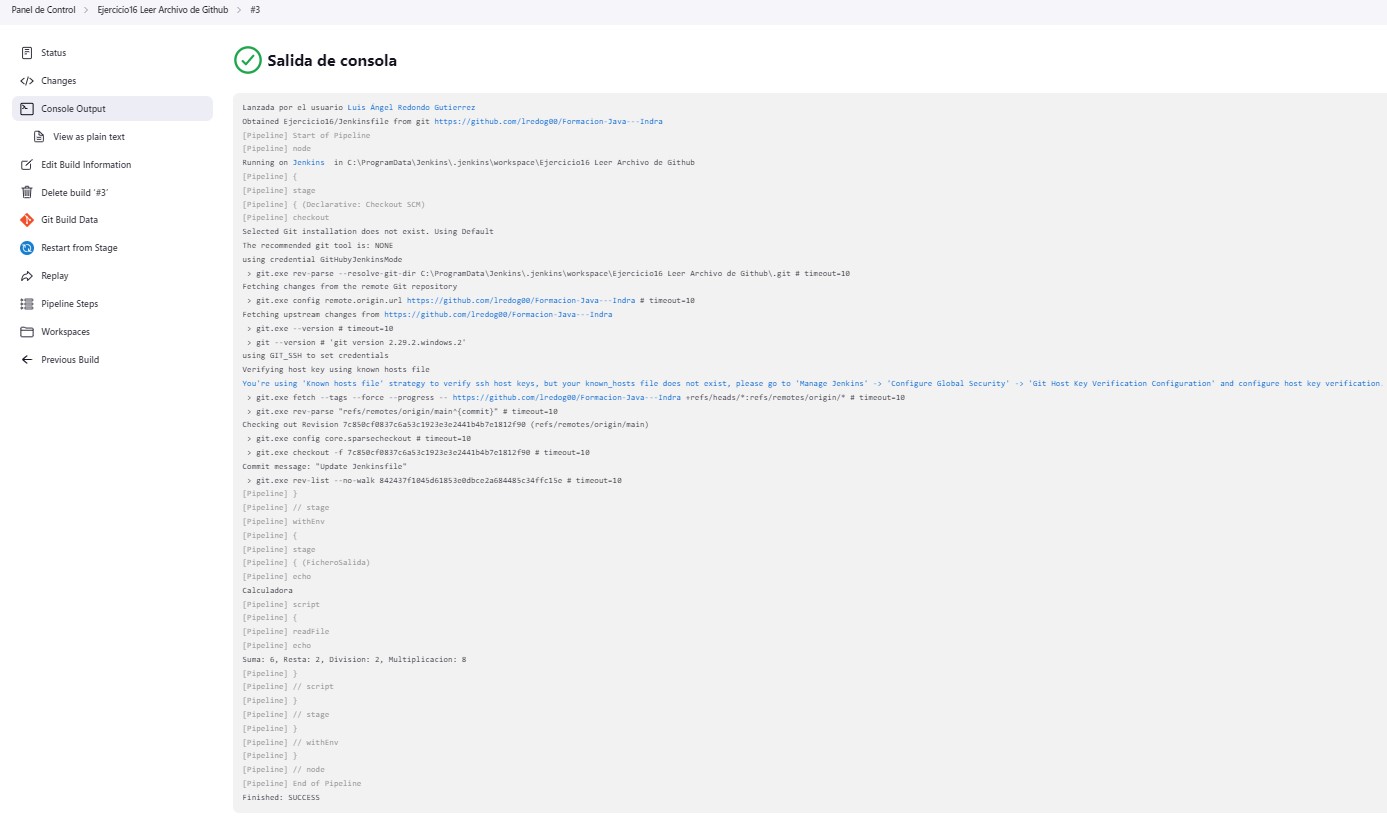 Panel de Control > Ejercicio16 Leer Archivo de Github > #3
Status
Changes
Console Output
View as plain text
Edit Build Information
Delete build '#3'
Git Build Data
Restart from Stage
Replay
Pipeline Steps
Workspaces
Previous Build
Salida de consola
Lanzada por el usuario Luis Ángel Redondo Gutierrez
Obtained Ejercicio16/Jenkinsfile from git https://github.com/lredog00/Formacion-Java---Indra
[Pipeline] Start of Pipeline
[Pipeline] node
Running on Jenkins in C:\ProgramData\Jenkins\.jenkins\workspace\Ejercicio16 Leer Archivo de Github
[Pipeline] {
[Pipeline] stage
[Pipeline] { (Declarative: Checkout SCM)
[Pipeline] checkout
Selected Git installation does not exist. Using Default
The recommended git tool is: NONE
using credential GitHubyJenkinsMode
> git.exe rev-parse --resolve-git-dir C:\ProgramData\Jenkins\.jenkins\workspace\Ejercicio16 Leer Archivo de Github\.git # timeout=10
Fetching changes from the remote Git repository
> git.exe config remote.origin.url https://github.com/lredog00/Formacion-Java---Indra # timeout=10
Fetching upstream changes from https://github.com/lredog00/Formacion-Java---Indra
> git.exe --version # timeout=10
> git --version # 'git version 2.29.2.windows.2'
using GIT_SSH to set credentials
Verifying host key using known hosts file
You're using 'Known hosts file' strategy to verify ssh host keys, but your known_hosts file does not exist, please go to 'Manage Jenkins' -> 'Configure Global Security' -> 'Git Host Key Verification Configuration' and configure host key verification.
> git.exe fetch --tags --force --progress -- https://github.com/lredog00/Formacion-Java---Indra +refs/heads/*:refs/remotes/origin/* # timeout=10
> git.exe rev-parse "refs/remotes/origin/main^{commit}" # timeout=10
Checking out Revision 7c850cf0837c6a53c1923e3e2441b4b7e1812f90 (refs/remotes/origin/main)
> git.exe config core.sparsecheckout # timeout=10
> git.exe checkout -f 7c850cf0837c6a53c1923e3e2441b4b7e1812f90 # timeout=10
Commit message: "Update Jenkinsfile"
> git.exe rev-list --no-walk 842437f1045d61853e0dbce2a684485c34ffc15e # timeout=10
[Pipeline] }
[Pipeline] // stage
[Pipeline] withEnv
[Pipeline] {
[Pipeline] stage
[Pipeline] { (FicheroSalida)
[Pipeline] echo
Calculadora
[Pipeline] script
[Pipeline] {
[Pipeline] readFile
[Pipeline] echo
Suma: 6, Resta: 2, Division: 2, Multiplicacion: 8
[Pipeline] }
[Pipeline] // script
[Pipeline] }
[Pipeline] // stage
[Pipeline] }
[Pipeline] // withEnv
[Pipeline] }
[Pipeline] // node
[Pipeline] End of Pipeline
Finished: SUCCESS